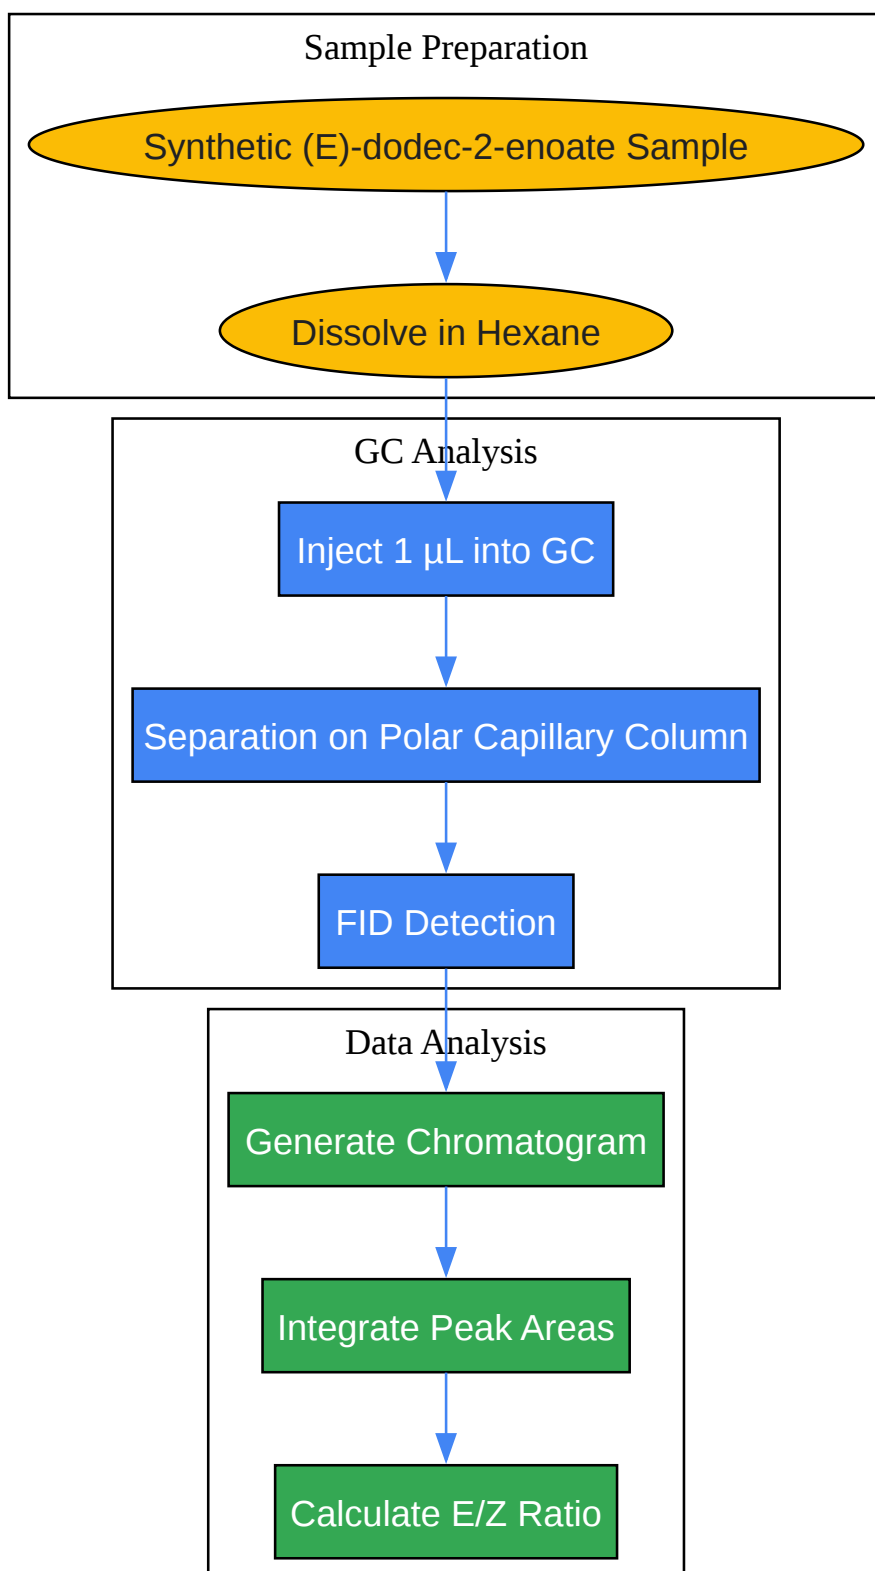 Sample Preparation
Synthetic (E)-dodec-2-enoate Sample
Dissolve in Hexane
GC Analysis
Inject 1 µL into GC
Separation on Polar Capillary Column
FID Detection
Data Analysis
Generate Chromatogram
Integrate Peak Areas
Calculate E/Z Ratio